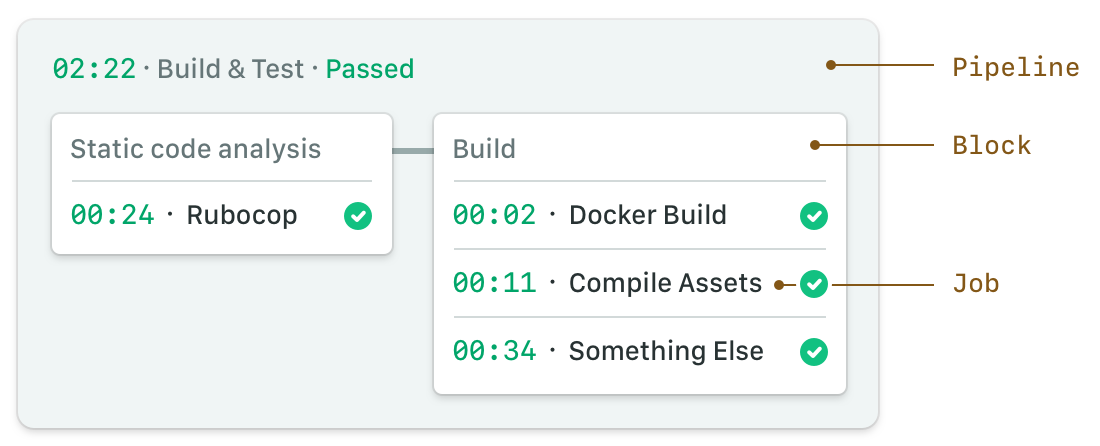 02:22 · Build & Test · Passed
Pipeline
Static code analysis
00:24 · Rubocop
Build
Block
00:02 · Docker Build
00:11 · Compile Assets
Job
00:34 · Something Else